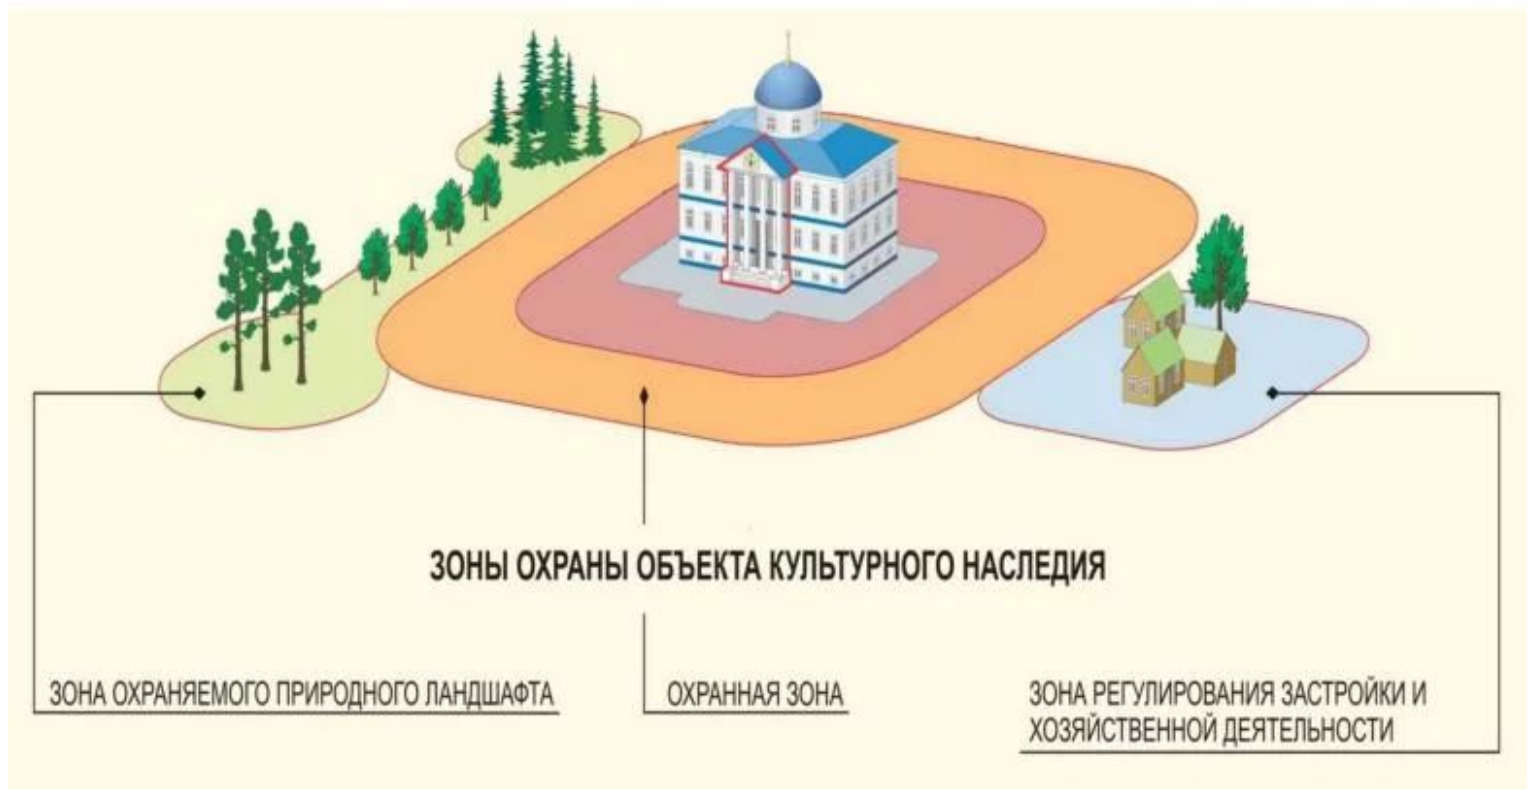 ЗОНЫ ОХРАНЫ ОБЪЕКТА КУЛЬТУРНОГО НАСЛЕДИЯ
ЗОНА ОХРАНЯЕМОГО ПРИРОДНОГО ЛАНДШАФТА
ОХРАННАЯ ЗОНА
ЗОНА РЕГУЛИРОВАНИЯ ЗАСТРОЙКИ И
ХОЗЯЙСТВЕННОЙ ДЕЯТЕЛЬНОСТИ